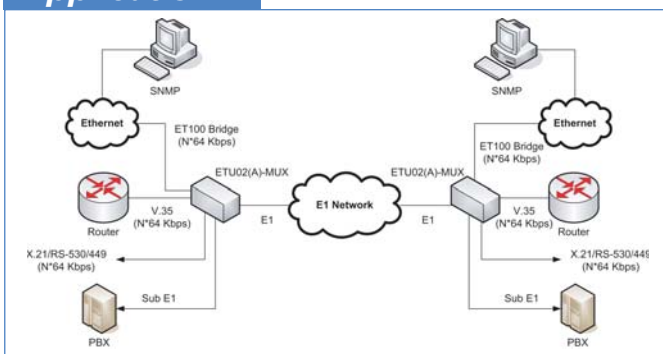 SNMP
SNMP
Ethernet
Ethernet
ET100 Bridge
(N*64 Kbps)
ET100 Bridge
(N*64 Kbps)
ETU02(A)-MUX
ETU02(A)-MUX
E1 Network
E1
E1
V.35
(N*64 Kbps)
V.35
(N*64 Kbps)
Router
Router
X.21/RS-530/449
(N*64 Kbps)
X.21/RS-530/449
(N*64 Kbps)
Sub E1
Sub E1
PBX
PBX